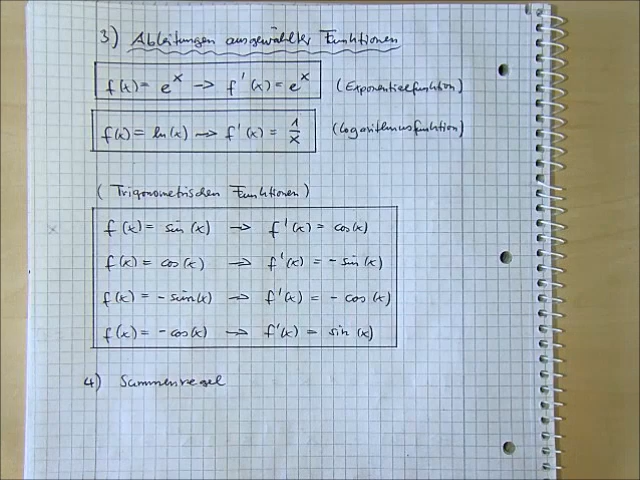 3) Ableitungen ausgewählter Funktionen
f(x) = e^x → f'(x) = e^x (Exponentialfunktion)
f(x) = ln(x) → f'(x) = 1/x (Logarithmusfunktion)
(Trigonometrischen Funktionen)
f(x) = sin(x) → f'(x) = cos(x)
f(x) = cos(x) → f'(x) = - sin(x)
f(x) = - sin(x) → f'(x) = - cos(x)
f(x) = - cos(x) → f'(x) = sin(x)
4) Summenregel